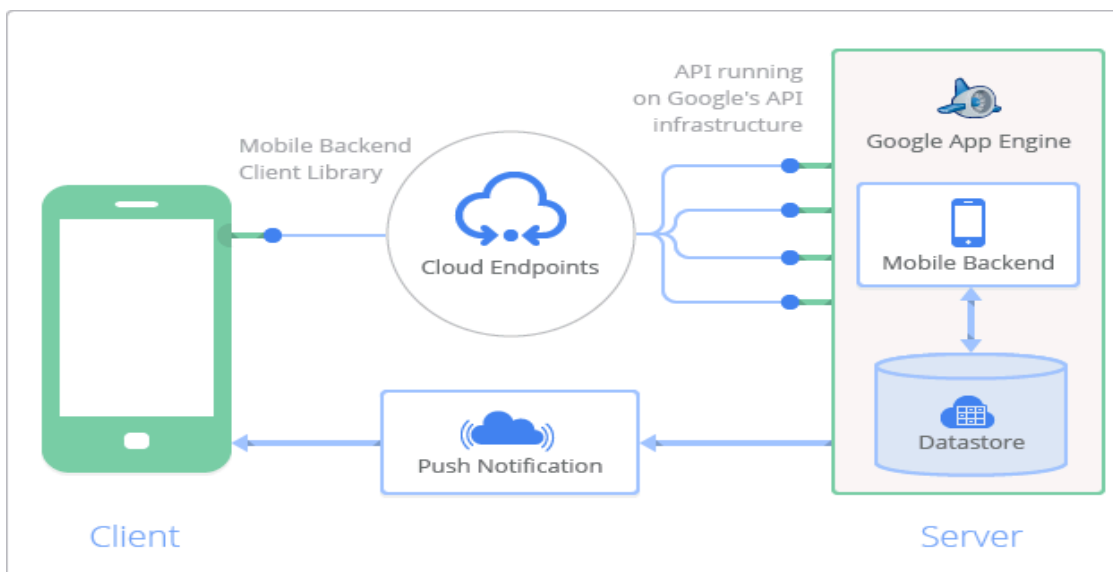 API running
on Google's API
infrastructure
Mobile Backend
Client Library
Google App Engine
Cloud Endpoints
Mobile Backend
Push Notification
Datastore
Client
Server